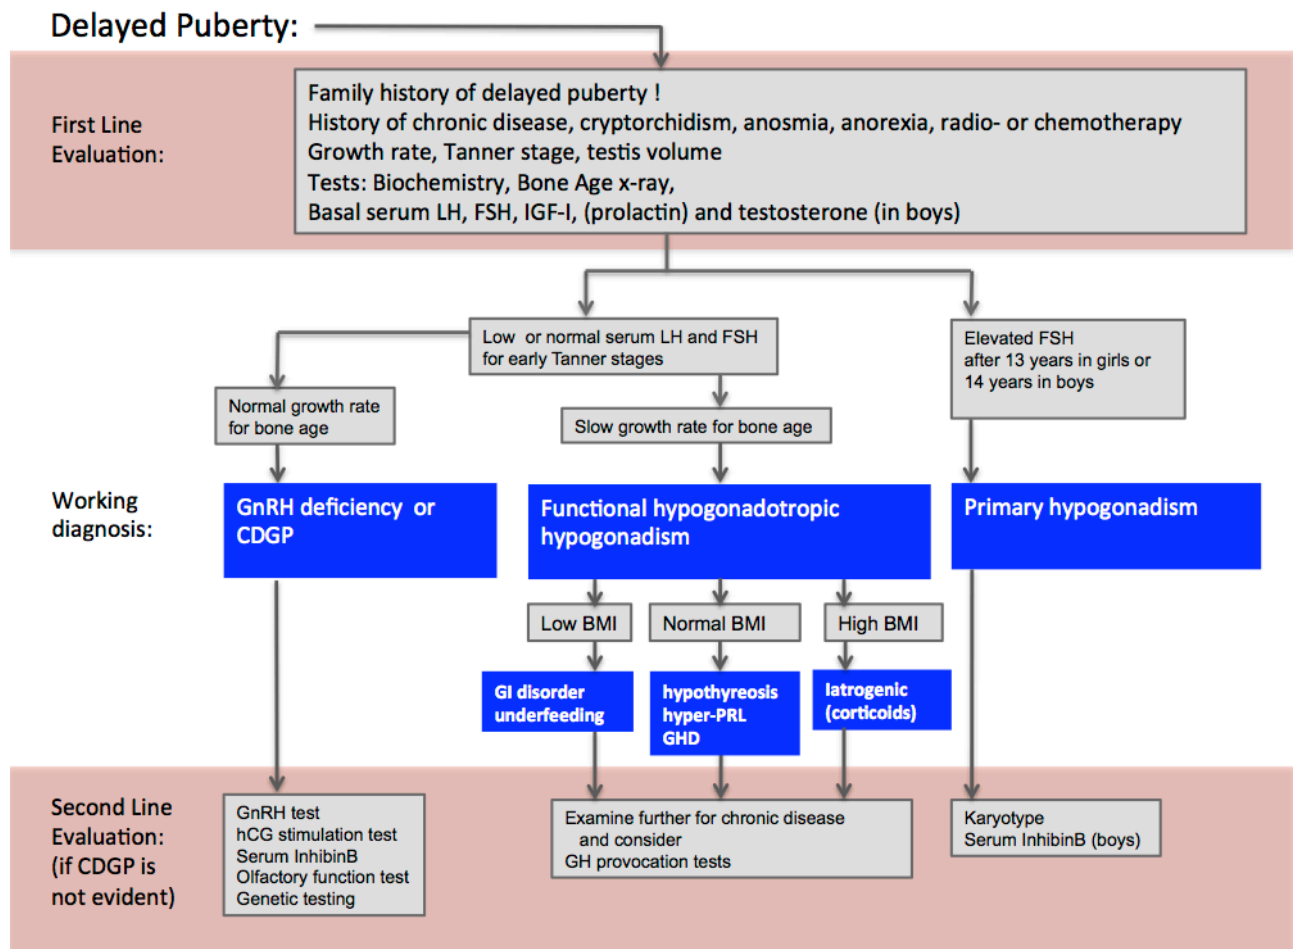 Delayed Puberty:
First Line
Evaluation:
Family history of delayed puberty !
History of chronic disease, cryptorchidism, anosmia, anorexia, radio- or chemotherapy
Growth rate, Tanner stage, testis volume
Tests: Biochemistry, Bone Age x-ray,
Basal serum LH, FSH, IGF-I, (prolactin) and testosterone (in boys)
Low or normal serum LH and FSH
for early Tanner stages
Elevated FSH
after 13 years in girls or
14 years in boys
Normal growth rate
for bone age
Slow growth rate for bone age
Working
diagnosis:
GnRH deficiency or
CDGP
Functional hypogonadotropic
hypogonadism
Primary hypogonadism
Low BMI
Normal BMI
High BMI
GI disorder
underfeeding
hypothyreosis
hyper-PRL
GHD
Iatrogenic
(corticoids)
Second Line
Evaluation:
(if CDGP is
not evident)
GnRH test
hCG stimulation test
Serum InhibinB
Olfactory function test
Genetic testing
Examine further for chronic disease
and consider
GH provocation tests
Karyotype
Serum InhibinB (boys)